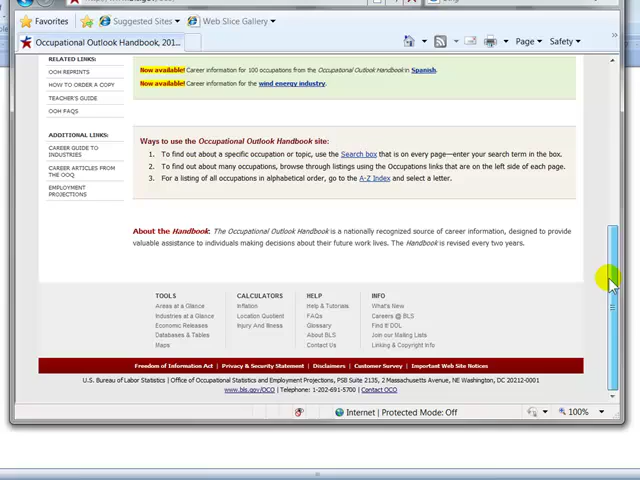 Favorites
Suggested Sites
Web Slice Gallery
Occupational Outlook Handbook, 201...
Page
Safety
RELATED LINKS:
OOH REPRINTS
HOW TO ORDER A COPY
TEACHER'S GUIDE
OOH FAQS
ADDITIONAL LINKS:
CAREER GUIDE TO
INDUSTRIES
CAREER ARTICLES FROM
THE OOQ
EMPLOYMENT
PROJECTIONS
Now available! Career information for 100 occupations from the Occupational Outlook Handbook in Spanish.
Now available! Career information for the wind energy industry.
Ways to use the Occupational Outlook Handbook site:
1. To find out about a specific occupation or topic, use the Search box that is on every page—enter your search term in the box.
2. To find out about many occupations, browse through listings using the Occupations links that are on the left side of each page.
3. For a listing of all occupations in alphabetical order, go to the A-Z Index and select a letter.
About the Handbook: The Occupational Outlook Handbook is a nationally recognized source of career information, designed to provide
valuable assistance to individuals making decisions about their future work lives. The Handbook is revised every two years.
TOOLS
Areas at a Glance
Industries at a Glance
Economic Releases
Databases & Tables
Maps
CALCULATORS
Inflation
Location Quotient
Injury And Illness
HELP
Help & Tutorials
FAQs
Glossary
About BLS
Contact Us
INFO
What's New
Careers @ BLS
Find It! DOL
Join our Mailing Lists
Linking & Copyright Info
Freedom of Information Act | Privacy & Security Statement | Disclaimers | Customer Survey | Important Web Site Notices
U.S. Bureau of Labor Statistics | Office of Occupational Statistics and Employment Projections, PSB Suite 2135, 2 Massachusetts Avenue, NE Washington, DC 20212-0001
www.bls.gov/OCO | Telephone: 1-202-691-5700 | Contact OCO
Internet | Protected Mode: Off
100%